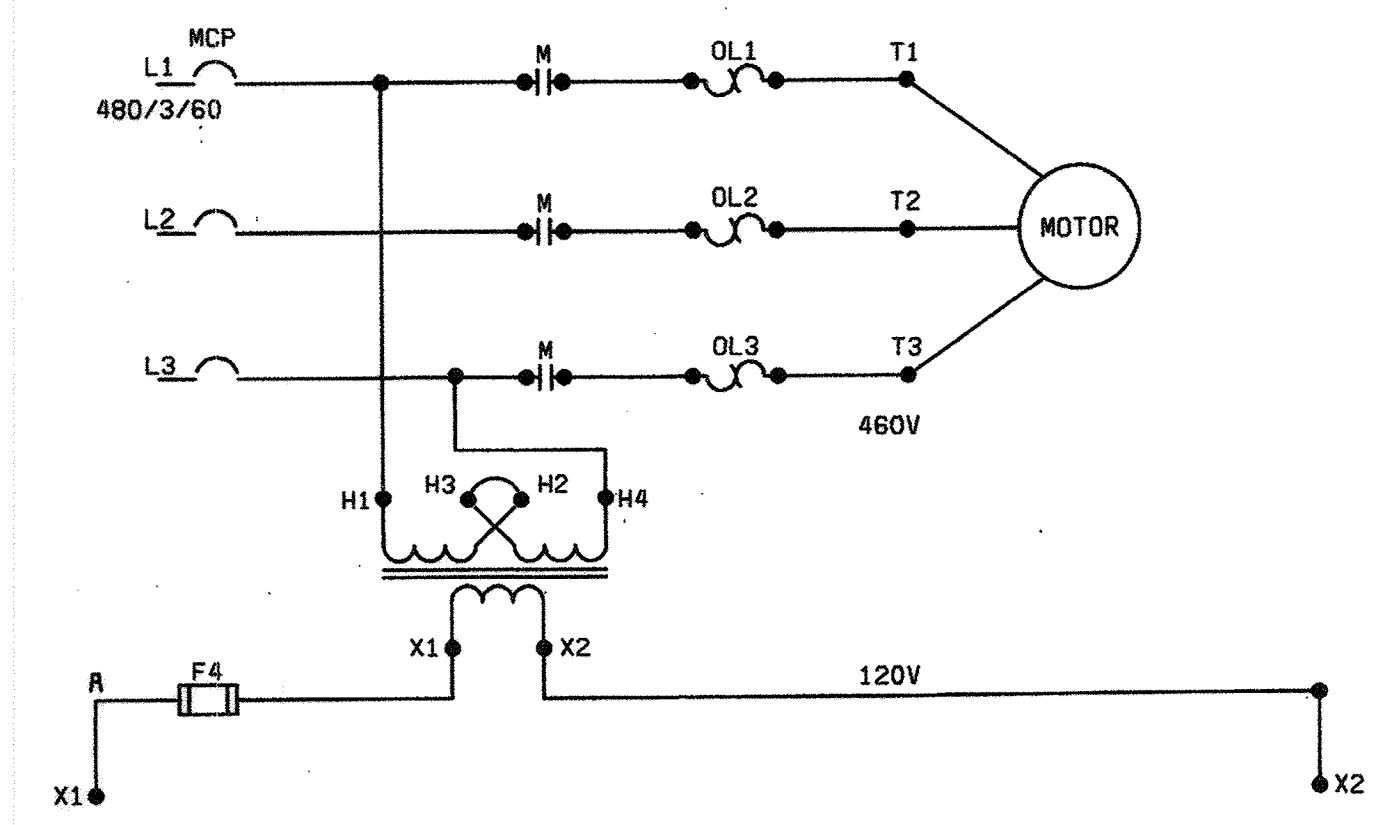 MCP
L1
M
OL1
T1
480/3/60
L2
M
OL2
T2
MOTOR
L3
M
OL3
T3
460V
H1
H3
H2
H4
X1
X2
A
F4
120V
X1
X2